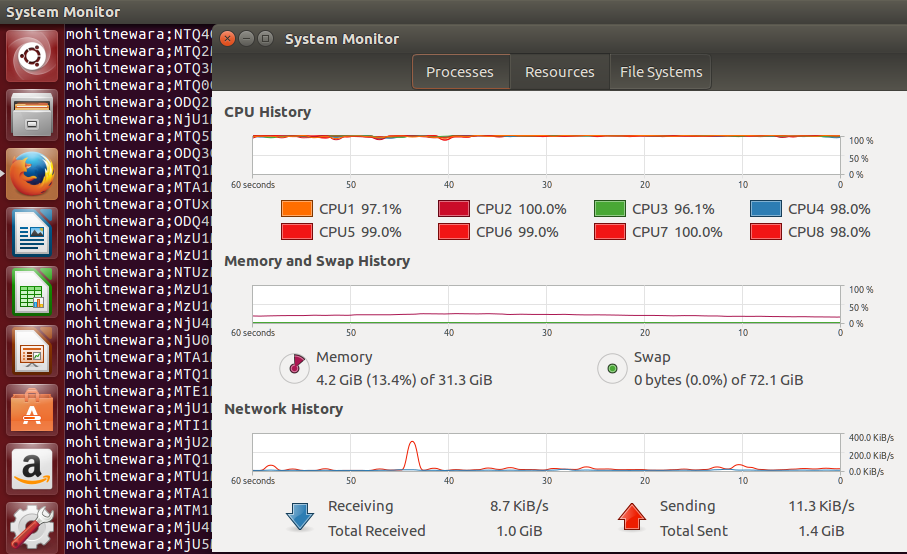 System Monitor
System Monitor
Processes Resources File Systems
CPU History
100 %
50 %
0 %
60 seconds 50 40 30 20 10 0
CPU1 97.1% CPU2 100.0% CPU3 96.1% CPU4 98.0%
CPU5 99.0% CPU6 99.0% CPU7 100.0% CPU8 98.0%
Memory and Swap History
100 %
50 %
0 %
60 seconds 50 40 30 20 10 0
Memory Swap
4.2 GiB (13.4%) of 31.3 GiB 0 bytes (0.0%) of 72.1 GiB
Network History
400.0 KiB/s
200.0 KiB/s
0.0 KiB/s
60 seconds 50 40 30 20 10 0
Receiving 8.7 KiB/s Sending 11.3 KiB/s
Total Received 1.0 GiB Total Sent 1.4 GiB
mohitmewara;NTQ4
mohitmewara;MTQ2
mohitmewara;OTQ3
mohitmewara;MTQ0
mohitmewara;ODQ2
mohitmewara;NjU1
mohitmewara;MTQ5
mohitmewara;ODQ3
mohitmewara;MTQ1
mohitmewara;MTA1
mohitmewara;OTUx
mohitmewara;ODQ4
mohitmewara;MzU1
mohitmewara;MzU1
mohitmewara;NTUz
mohitmewara;MzU1
mohitmewara;MzU1
mohitmewara;NjU4
mohitmewara;NjU0
mohitmewara;MTA1
mohitmewara;MTQ1
mohitmewara;MTE1
mohitmewara;MjU1
mohitmewara;MTI1
mohitmewara;MjU2
mohitmewara;MTQ1
mohitmewara;MTU1
mohitmewara;MTA1
mohitmewara;MTM1
mohitmewara;MjU4
mohitmewara;MjU5